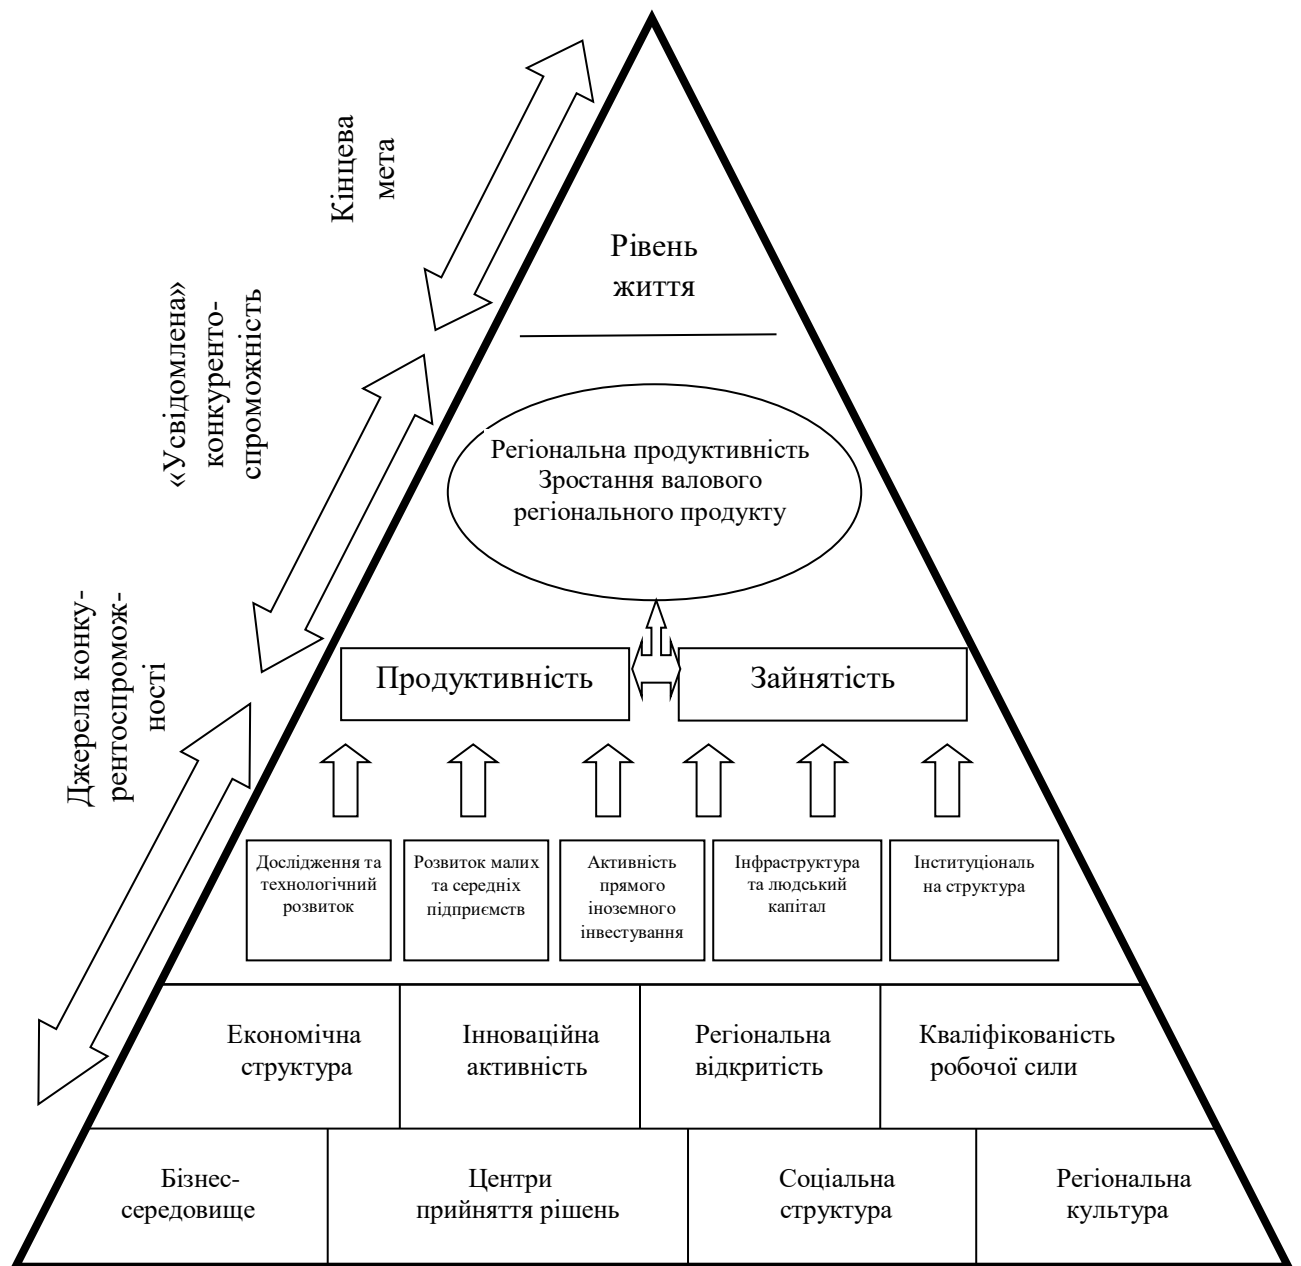 Кінцева
мета
Рівень
життя
«Усвідомлена»
конкуренто-
спроможність
Регіональна продуктивність
Зростання валового
регіонального продукту
Джерела конку-
рентоспромож-
ності
Продуктивність
Зайнятість
Дослідження та
технологічний
розвиток
Розвиток малих
та середніх
підприємств
Активність
прямого
іноземного
інвестування
Інфраструктура
та людський
капітал
Інституціональ
на структура
Економічна
структура
Інноваційна
активність
Регіональна
відкритість
Кваліфікованість
робочої сили
Бізнес-
середовище
Центри
прийняття рішень
Соціальна
структура
Регіональна
культура